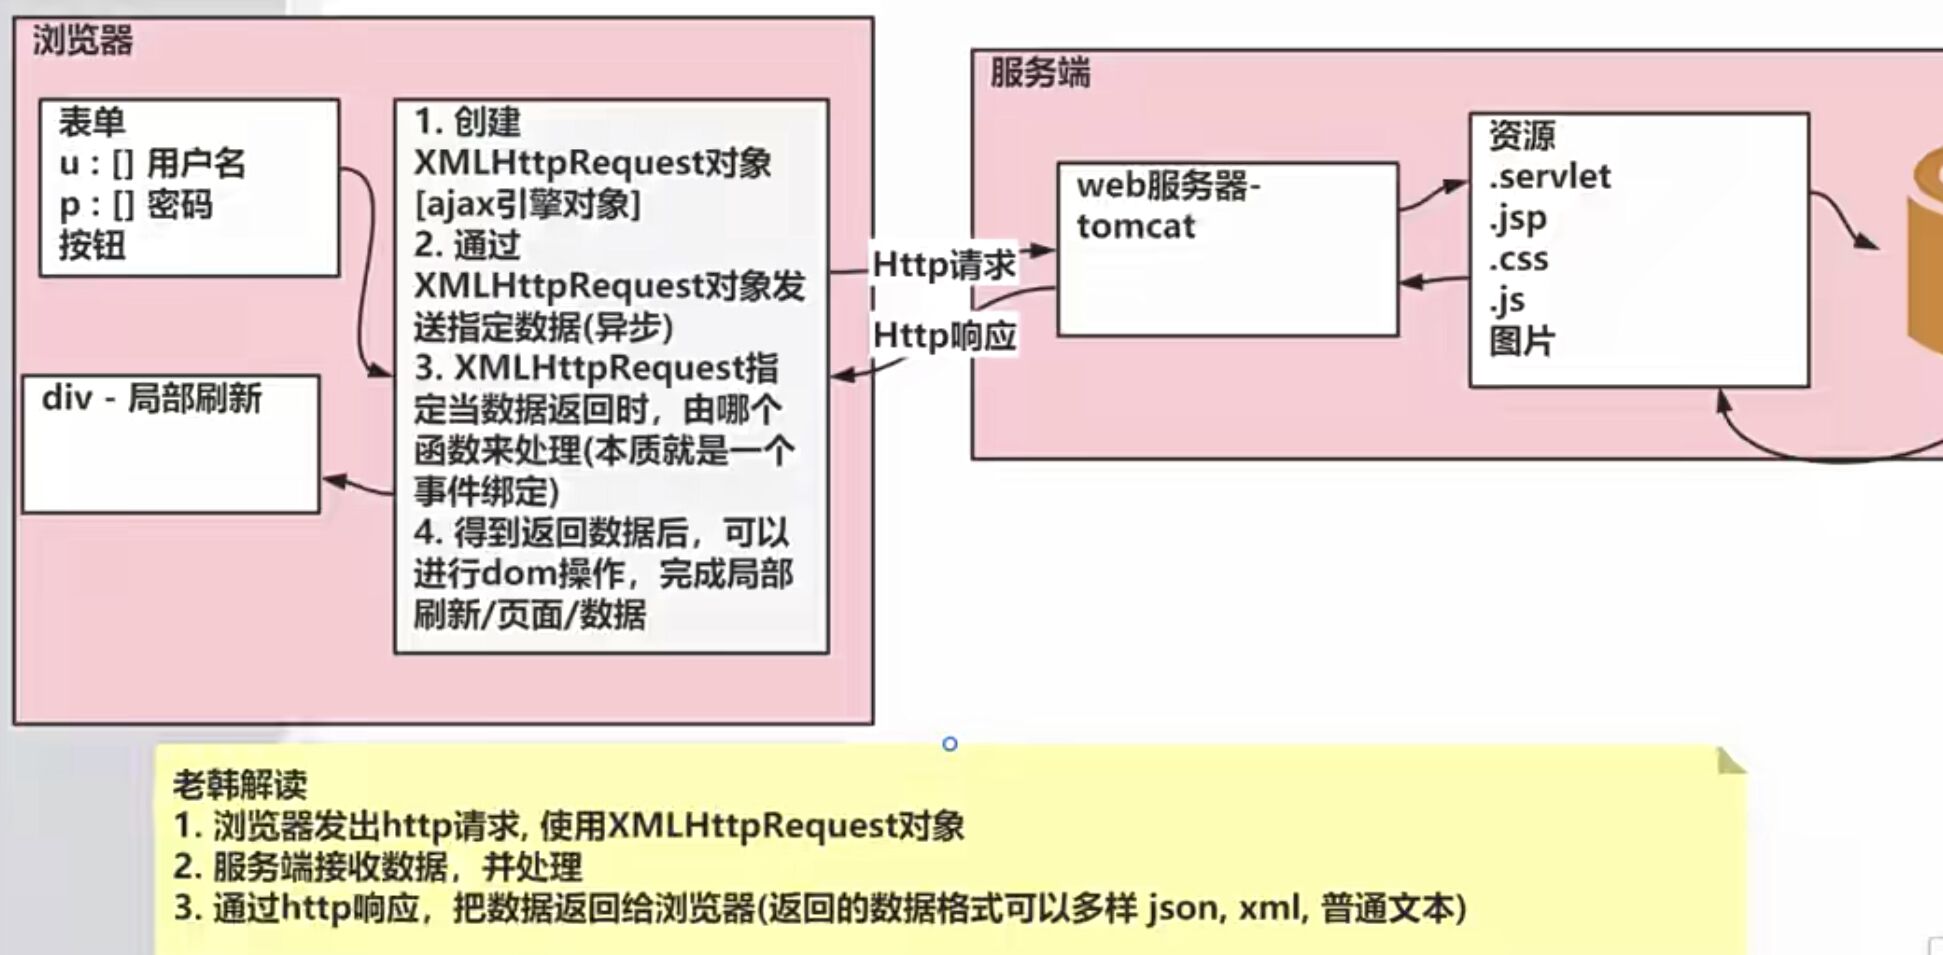 浏览器
表单
u : [] 用户名
p : [] 密码
按钮
div - 局部刷新
1. 创建
XMLHttpRequest对象
[ajax引擎对象]
2. 通过
XMLHttpRequest对象发
送指定数据(异步)
3. XMLHttpRequest指
定当数据返回时，由哪个
函数来处理(本质就是一个
事件绑定)
4. 得到返回数据后，可以
进行dom操作，完成局部
刷新/页面/数据
Http请求
Http响应
服务端
web服务器-
tomcat
资源
.servlet
.jsp
.css
.js
图片
老韩解读
1. 浏览器发出http请求, 使用XMLHttpRequest对象
2. 服务端接收数据，并处理
3. 通过http响应，把数据返回给浏览器(返回的数据格式可以多样 json, xml, 普通文本)